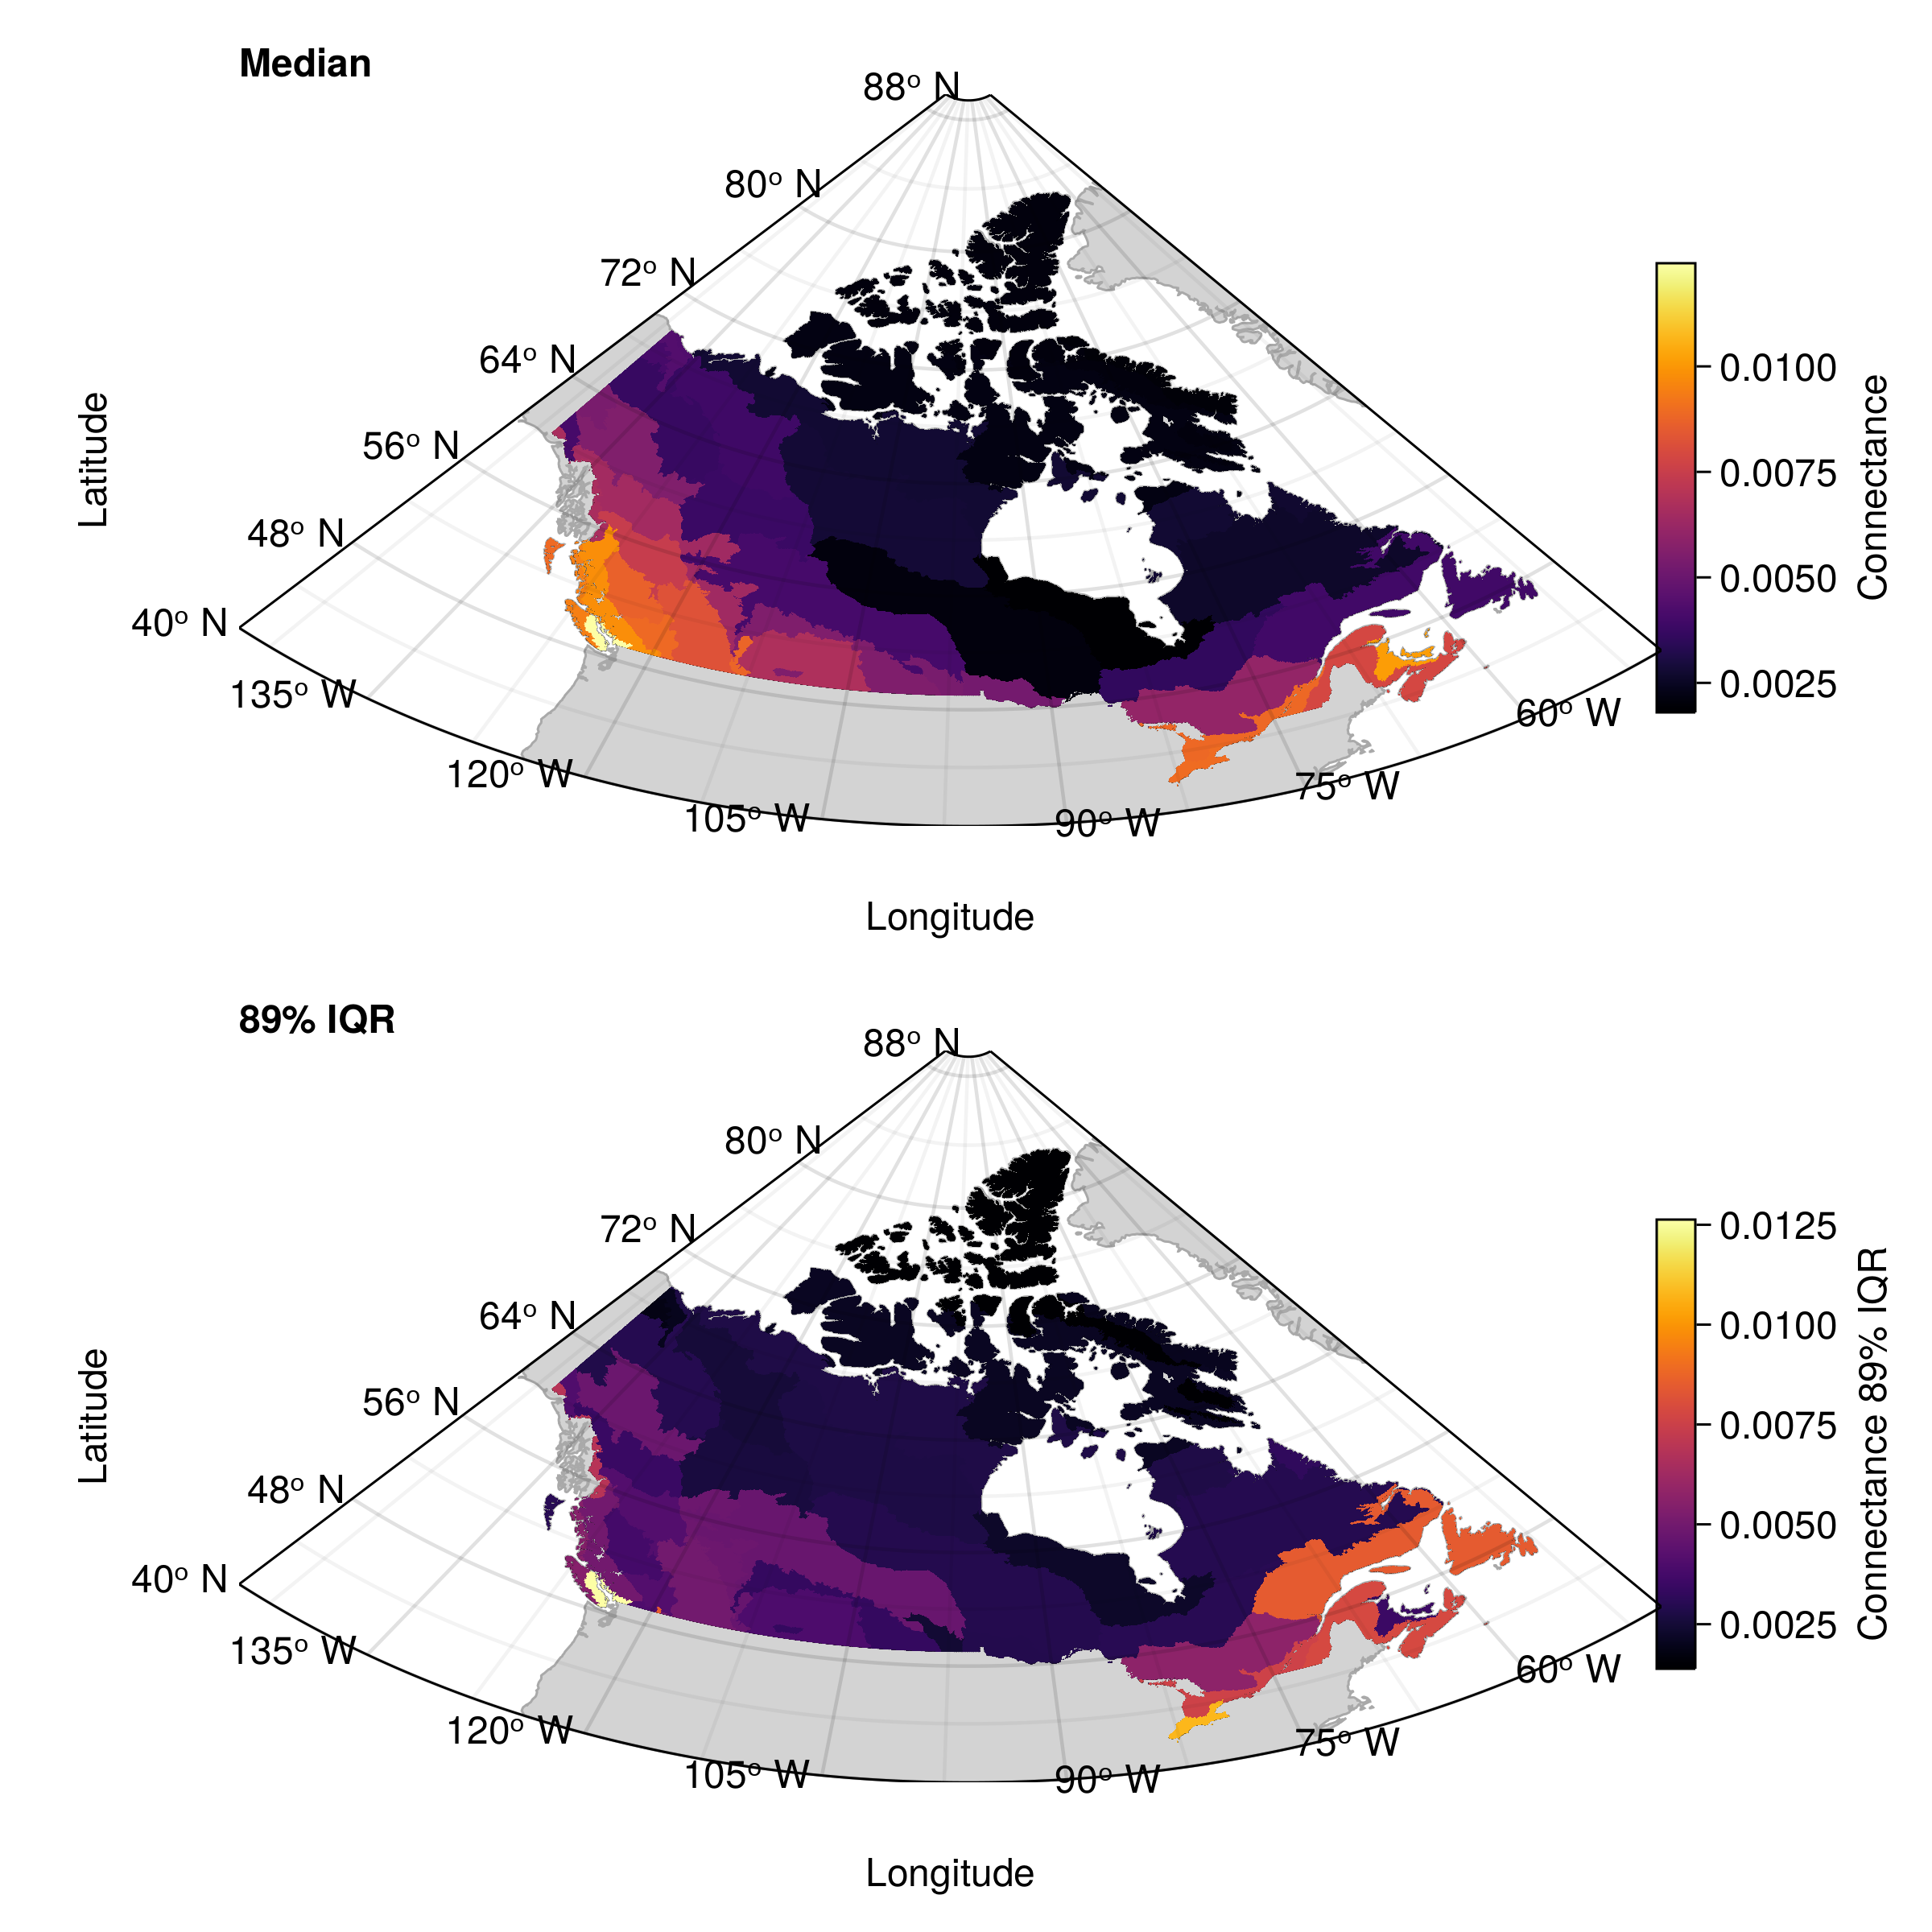 Median
88° N
80° N
72° N
64° N
56° N
48° N
40° N
135° W
120° W
105° W
90° W
75° W
60° W
Latitude
Longitude
0.0100
0.0075
0.0050
0.0025
Connectance
89% IQR
88° N
80° N
72° N
64° N
56° N
48° N
40° N
135° W
120° W
105° W
90° W
75° W
60° W
Latitude
Longitude
0.0125
0.0100
0.0075
0.0050
0.0025
Connectance 89% IQR